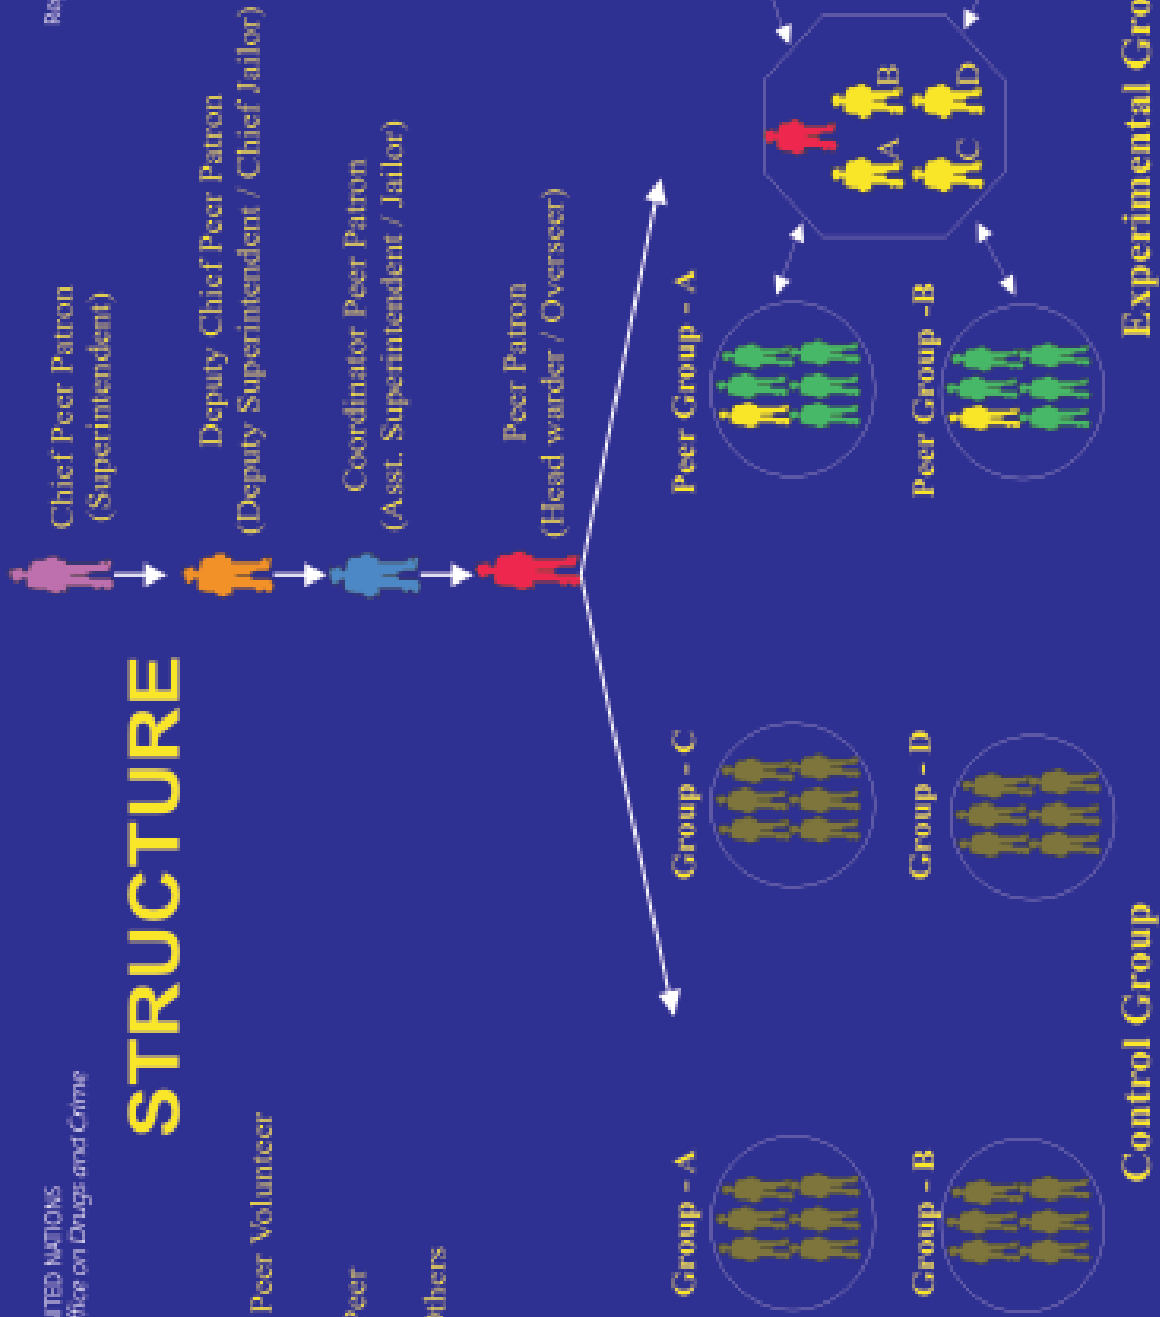 UNITED NATIONS
Office on Drugs and Crime
STRUCTURE
Chief Peer Patron
(Superintendent)
Deputy Chief Peer Patron
(Deputy Superintendent / Chief Jailor)
Coordinator Peer Patron
(Asst. Superintendent / Jailor)
Peer Patron
(Head warder / Overseer)
Peer Volunteer
Peer
Group - A
Group - B
Group - C
Group - D
Control Group
Peer Group - A
Peer Group -B
A
B
C
D
Experimental